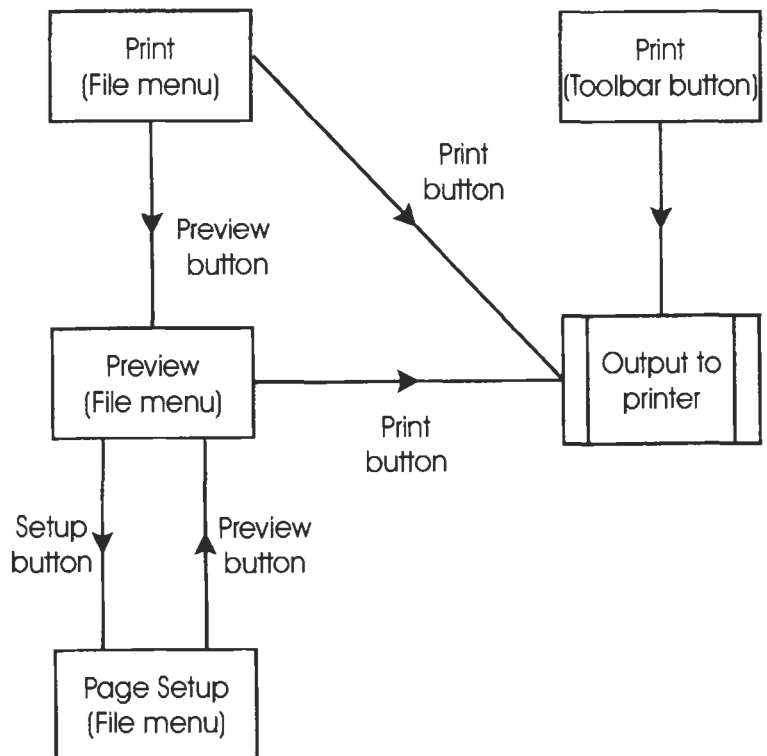 Print
(File menu)
Print
(Toolbar button)
Print
button
Preview
button
Preview
(File menu)
Output to
printer
Print
button
Setup
button
Preview
button
Page Setup
(File menu)